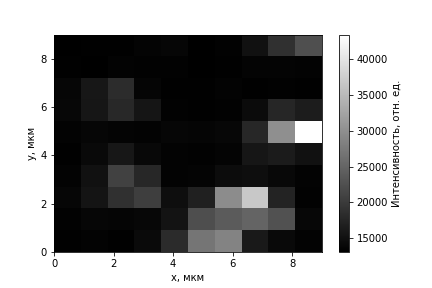 8
6
4
2
0
y, мкм
0 2 4 6 8
x, мкм
40000
35000
30000
25000
20000
15000
Интенсивность, отн. ед.